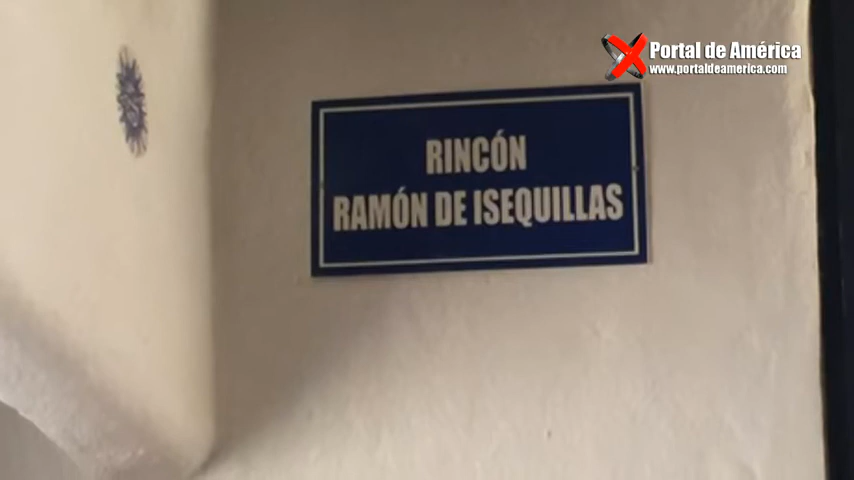 Portal de América
www.portaldeamerica.com
RINCÓN
RAMÓN DE ISEQUILLAS